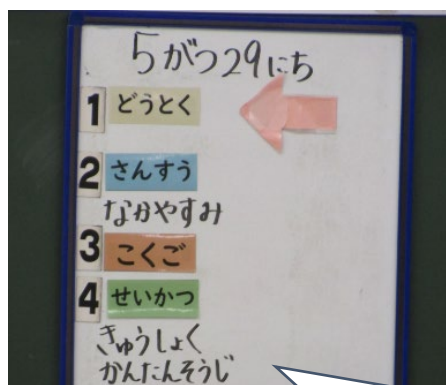 5がつ29にち
1 どうとく
2 さんすう
なかやすみ
3 こくご
4 せいかつ
きゅうしょく
かんたんそうじ